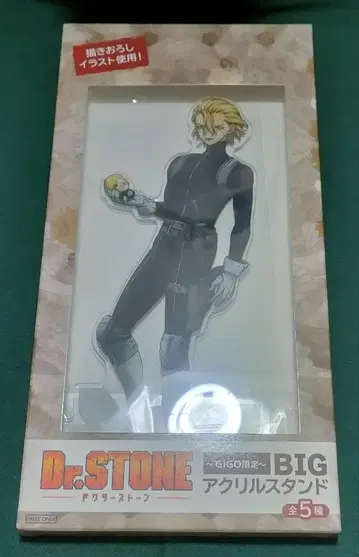 描きおろし
イラスト使用！
Dr.STONE
ドクターストーン
～GiGO限定～
BIG
アクリルスタンド
全5種
PRIZE ONLY